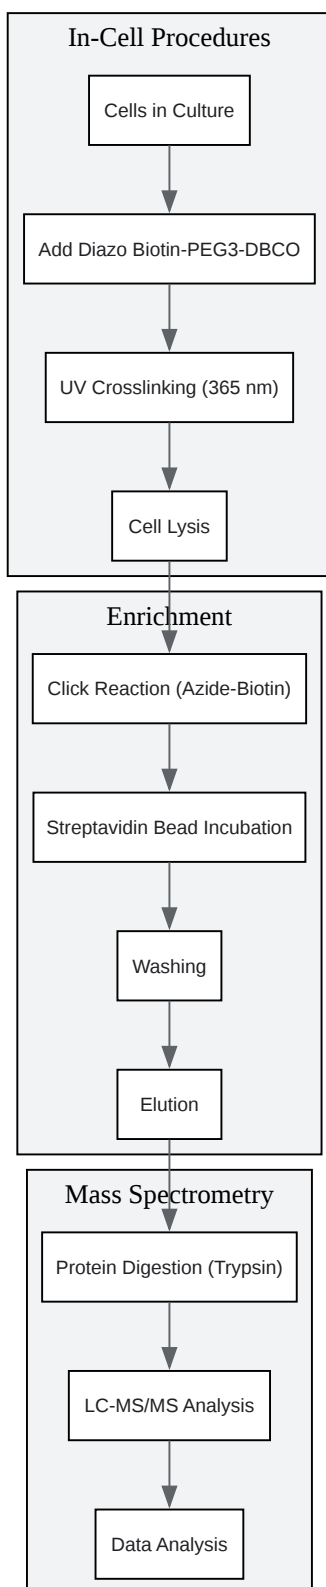 In-Cell Procedures
Cells in Culture
Add Diazo Biotin-PEG3-DBCO
UV Crosslinking (365 nm)
Cell Lysis
Enrichment
Click Reaction (Azide-Biotin)
Streptavidin Bead Incubation
Washing
Elution
Mass Spectrometry
Protein Digestion (Trypsin)
LC-MS/MS Analysis
Data Analysis